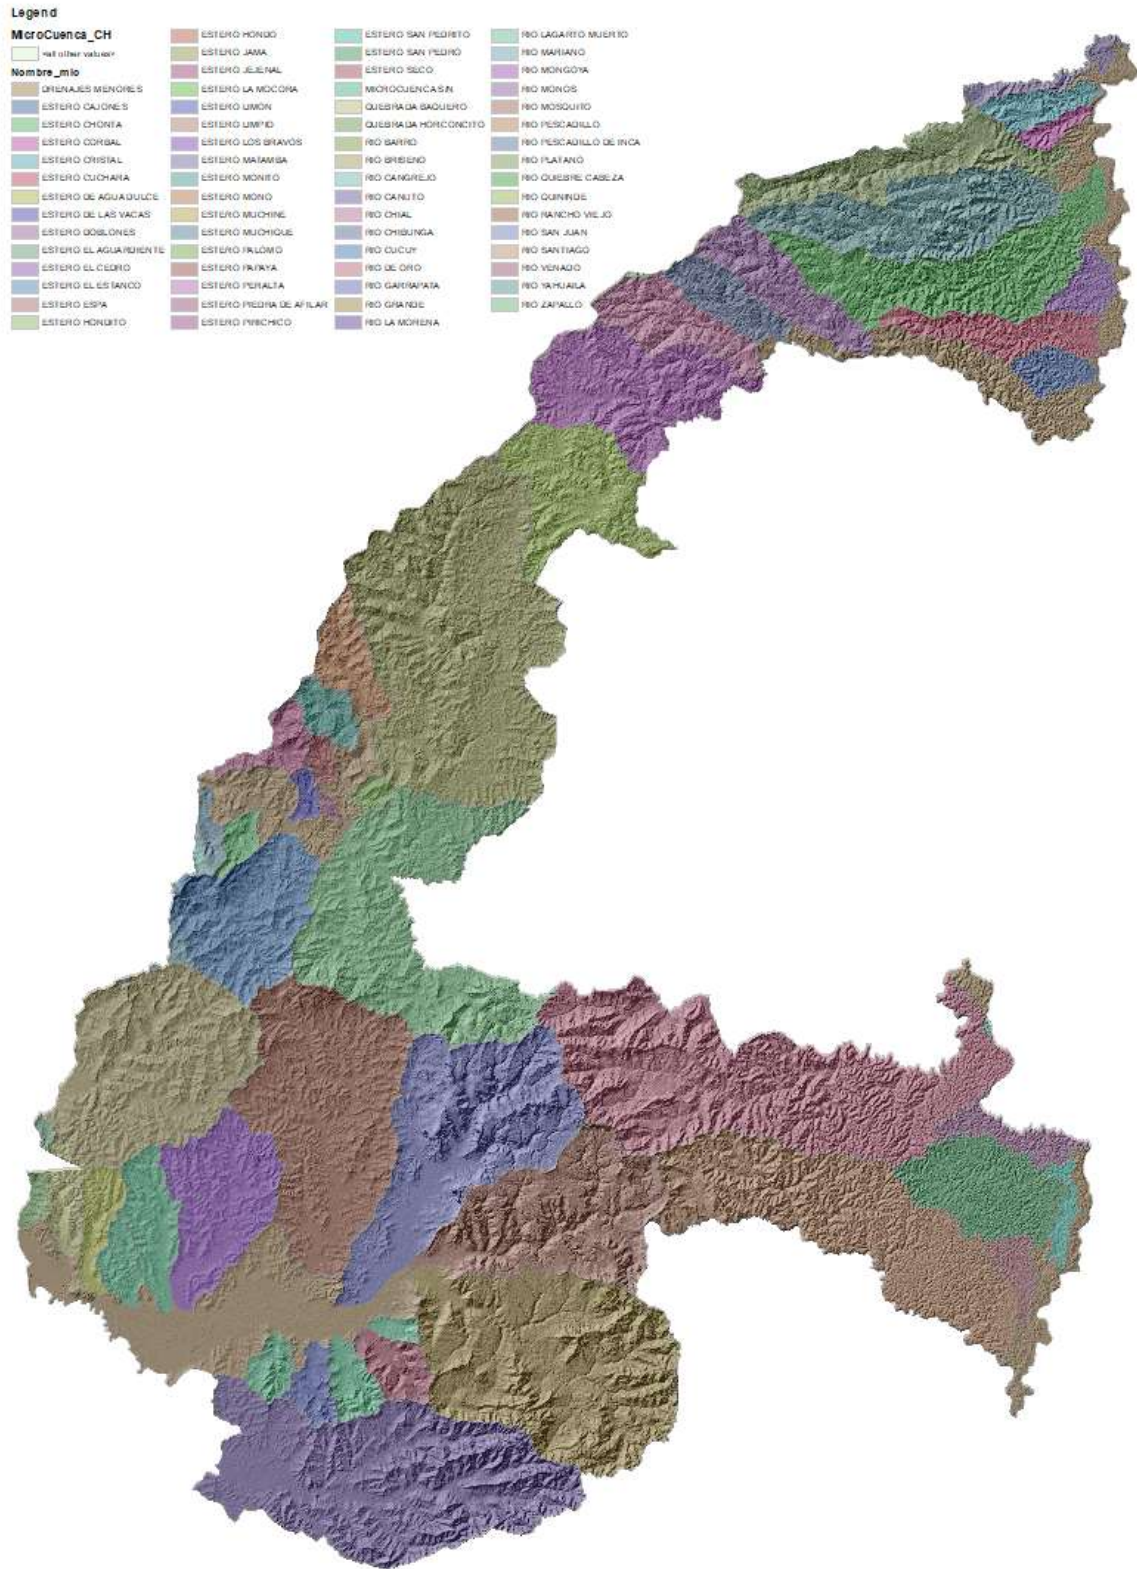 Legend
MicroCuenca_CH
<all other values>
Nombre_mio
DRENAJES MENORES
ESTERO CAJONES
ESTERO CHONTA
ESTERO CORBAL
ESTERO CRISTAL
ESTERO CUCHARA
ESTERO DE AGUADULCE
ESTERO DE LAS VACAS
ESTERO DOBLONES
ESTERO EL AGUARDIENTE
ESTERO EL CEDRO
ESTERO EL ESTANCO
ESTERO ESPA
ESTERO HONDITO
ESTERO HONDO
ESTERO JAMA
ESTERO JEJENAL
ESTERO LA MOCORA
ESTERO LIMON
ESTERO LIMPIO
ESTERO LOS BRAVOS
ESTERO MATAMBA
ESTERO MONITO
ESTERO MONO
ESTERO MUCHINE
ESTERO MUCHIQUE
ESTERO PALOMO
ESTERO PAPAYA
ESTERO PERALTA
ESTERO PIEDRA DE AFILAR
ESTERO PIRICHICO
ESTERO SAN PEDRITO
ESTERO SAN PEDRO
ESTERO SECO
MICROCUENCA SIN
QUEBRADA BAQUERO
QUEBRADA HORCONCITO
RIO BARRO
RIO BRISENO
RIO CANGREJO
RIO CANUTO
RIO CHIAL
RIO CHIBUNGA
RIO CUCUY
RIO DE ORO
RIO GARRAPATA
RIO GRANDE
RIO LA MORENA
RIO LAGARTO MUERTO
RIO MARIANO
RIO MONGOYA
RIO MONOS
RIO MOSQUITO
RIO PESCADILLO
RIO PESCADILLO DE INCA
RIO PLATANO
RIO QUIEBRE CABEZA
RIO QUININDE
RIO RANCHO VIEJO
RIO SAN JUAN
RIO SANTIAGO
RIO VENADO
RIO YAHUAILA
RIO ZAPALLO